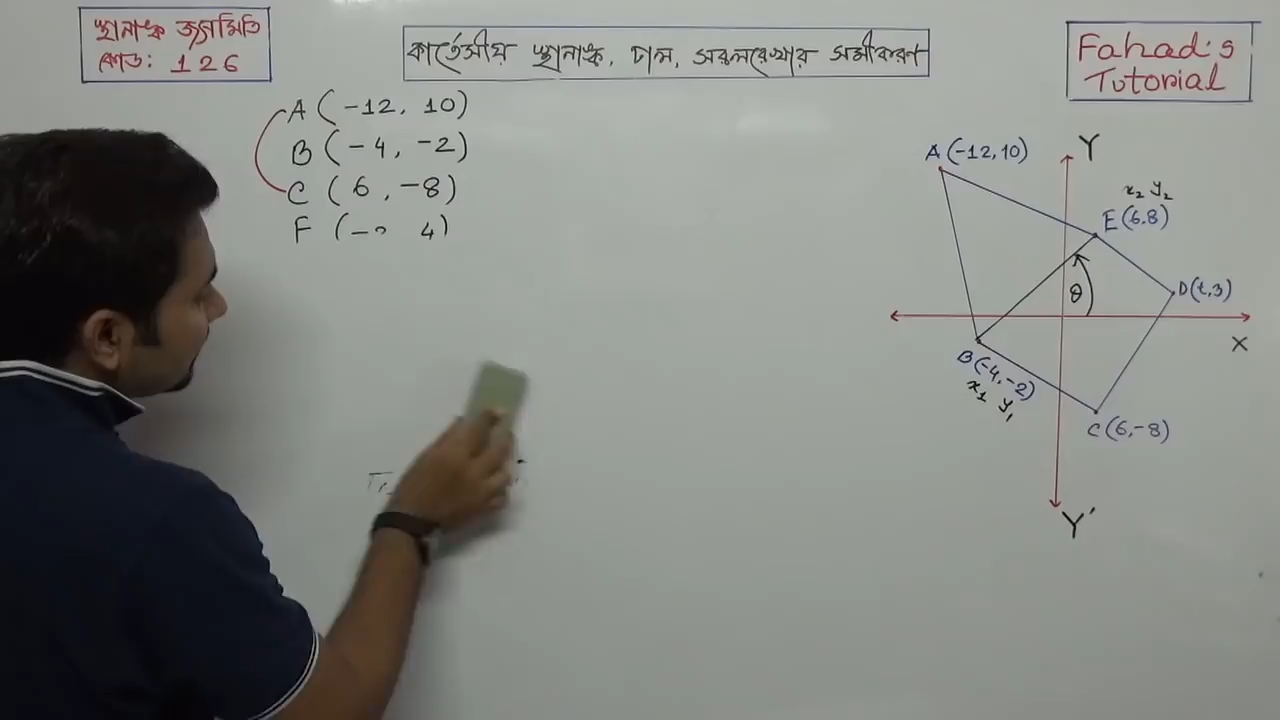 স্থানাঙ্ক জ্যামিতি
কোড: 126
কার্তেসীয় স্থানাঙ্ক, ঢাল, সরলরেখার সমীকরণ
Fahad's
Tutorial
A (-12, 10)
B (-4, -2)
C (6, -8)
F (- 4)
Y
A (-12, 10)
x₂ y₂
E (6.8)
θ
D (t, 3)
X
B (-4, -2)
x₁ y₁
C (6, -8)
Y'